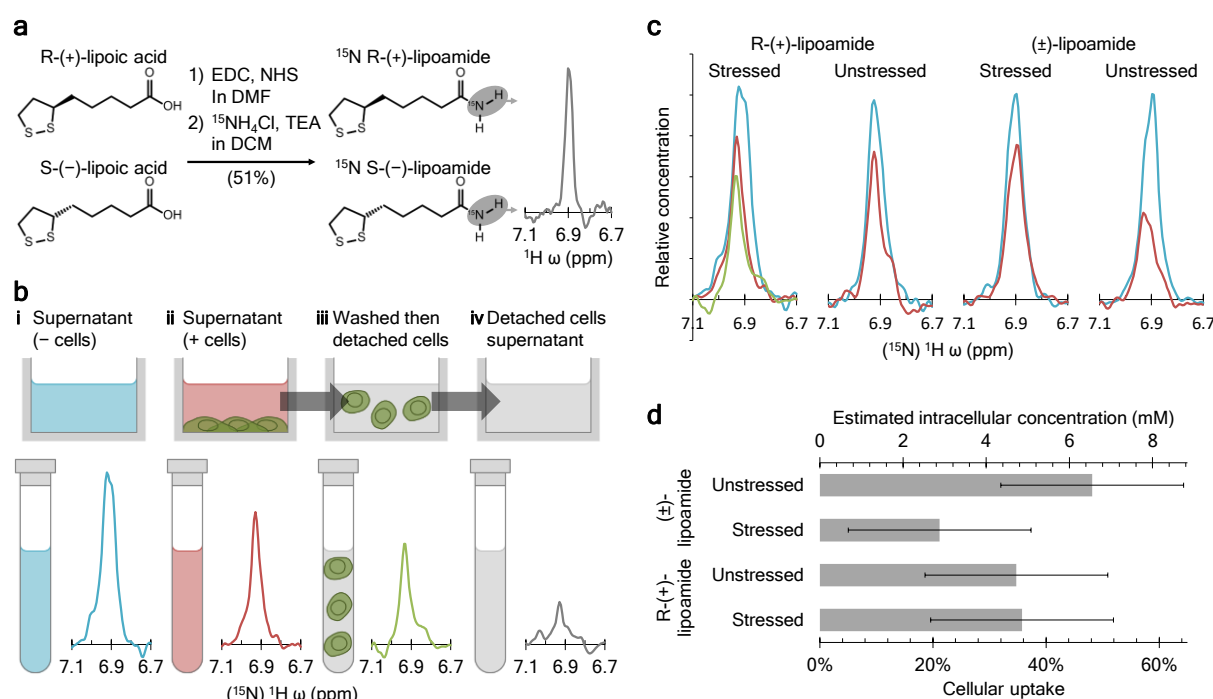 a
R-(+)-lipoic acid
O
OH
S
S
1) EDC, NHS
In DMF
2) ¹⁵NH₄Cl, TEA
in DCM
(51%)
S-(−)-lipoic acid
O
OH
S
S
¹⁵N R-(+)-lipoamide
O
¹⁵N
H
H
S
S
¹⁵N S-(−)-lipoamide
O
¹⁵N
H
H
S
S
7.1 6.9 6.7
¹H ω (ppm)
b
i Supernatant
(− cells)
ii Supernatant
(+ cells)
iii Washed then
detached cells
iv Detached cells
supernatant
7.1 6.9 6.7
7.1 6.9 6.7
7.1 6.9 6.7
7.1 6.9 6.7
(¹⁵N) ¹H ω (ppm)
c
R-(+)-lipoamide
(±)-lipoamide
Stressed
Unstressed
Stressed
Unstressed
Relative concentration
7.1 6.9 6.7
7.1 6.9 6.7
7.1 6.9 6.7
7.1 6.9 6.7
(¹⁵N) ¹H ω (ppm)
d
Estimated intracellular concentration (mM)
0 2 4 6 8
(±)-
lipoamide
Unstressed
Stressed
R-(+)-
lipoamide
Unstressed
Stressed
0% 20% 40% 60%
Cellular uptake